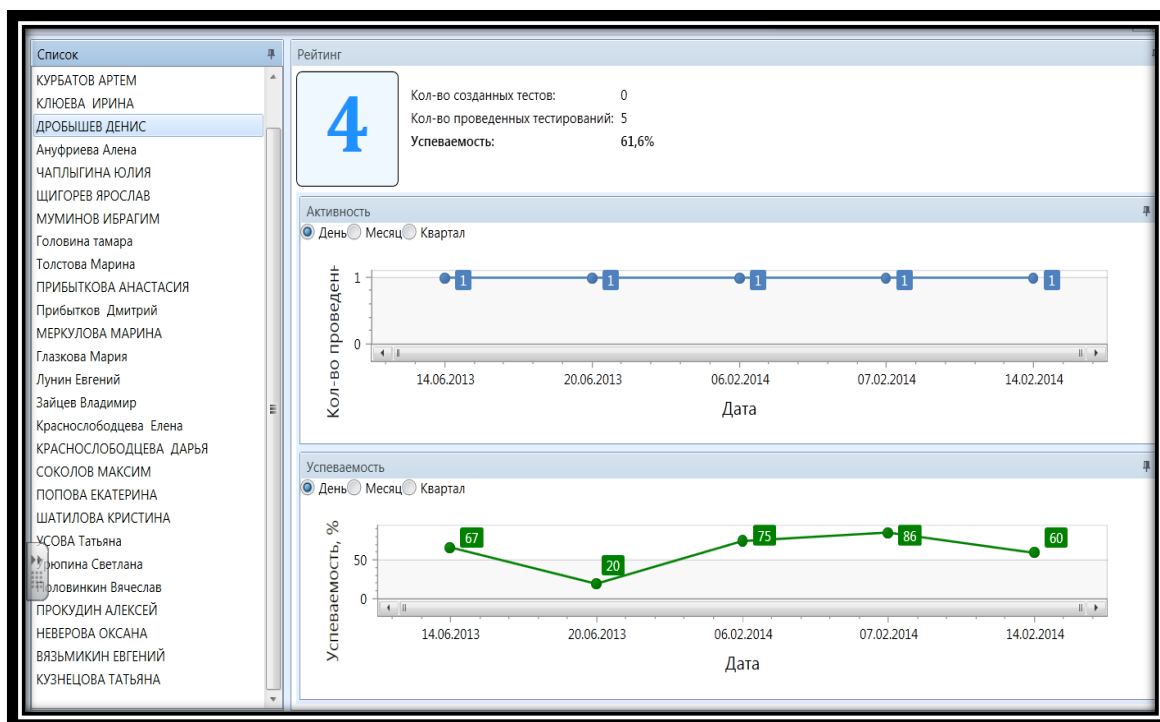 Список
КУРБАТОВ АРТЕМ
КЛЮЕВА ИРИНА
ДРОБЫШЕВ ДЕНИС
Ануфриева Алена
ЧАПЛЫГИНА ЮЛИЯ
ЩИГОРЕВ ЯРОСЛАВ
МУМИНОВ ИБРАГИМ
Головина тамара
Толстова Марина
ПРИБЫТКОВА АНАСТАСИЯ
Прибытков Дмитрий
МЕРКУЛОВА МАРИНА
Глазкова Мария
Лунин Евгений
Зайцев Владимир
Краснослободцева Елена
КРАСНОСЛОБОДЦЕВА ДАРЬЯ
СОКОЛОВ МАКСИМ
ПОПОВА ЕКАТЕРИНА
ШАТИЛОВА КРИСТИНА
УСОВА Татьяна
Светлана
Вячеслав
ПРОКУДИН АЛЕКСЕЙ
НЕВЕРОВА ОКСАНА
ВЯЗЬМИКИН ЕВГЕНИЙ
КУЗНЕЦОВА ТАТЬЯНА
Рейтинг
4
Кол-во созданных тестов: 0
Кол-во проведенных тестирований: 5
Успеваемость: 61,6%
Активность
День Месяц Квартал
Кол-во проведен
1
0
1 1 1 1 1
14.06.2013 20.06.2013 06.02.2014 07.02.2014 14.02.2014
Дата
Успеваемость
День Месяц Квартал
Успеваемость, %
50
0
67 20 75 86 60
14.06.2013 20.06.2013 06.02.2014 07.02.2014 14.02.2014
Дата